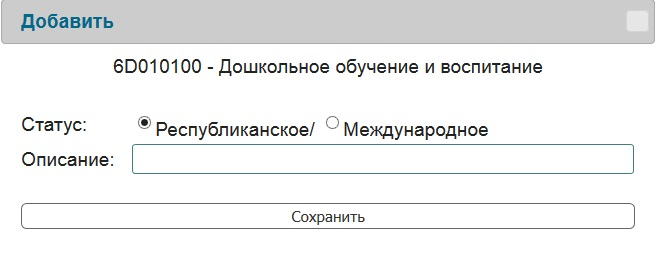 Добавить
6D010100 - Дошкольное обучение и воспитание
Статус: Республиканское/ Международное
Описание:
Сохранить